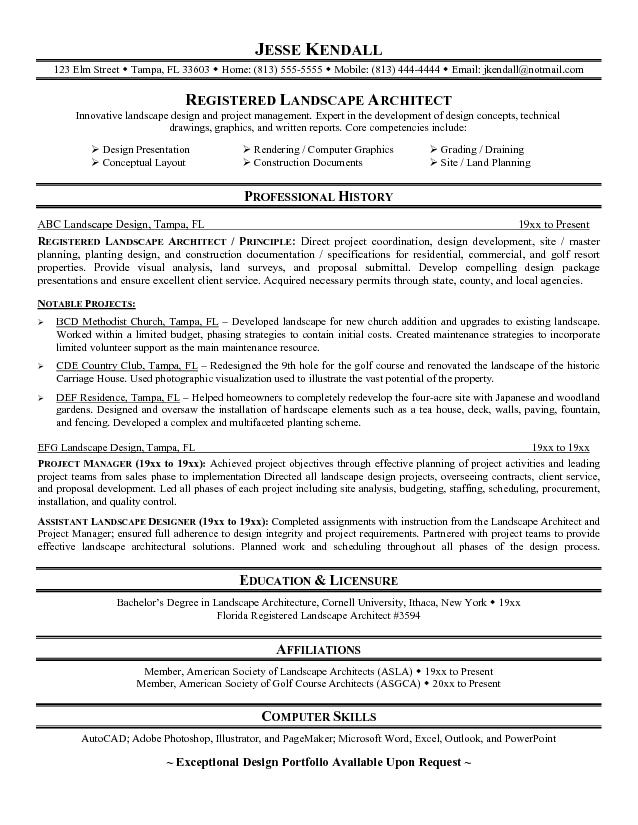 JESSE KENDALL
123 Elm Street ◆ Tampa, FL 33603 ◆ Home: (813) 555-5555 ◆ Mobile: (813) 444-4444 ◆ Email: jkendall@notmail.com
REGISTERED LANDSCAPE ARCHITECT
Innovative landscape design and project management. Expert in the development of design concepts, technical
drawings, graphics, and written reports. Core competencies include:
➢ Design Presentation ➢ Rendering / Computer Graphics ➢ Grading / Draining
➢ Conceptual Layout ➢ Construction Documents ➢ Site / Land Planning
PROFESSIONAL HISTORY
ABC Landscape Design, Tampa, FL 19xx to Present
REGISTERED LANDSCAPE ARCHITECT / PRINCIPLE: Direct project coordination, design development, site / master
planning, planting design, and construction documentation / specifications for residential, commercial, and golf resort
properties. Provide visual analysis, land surveys, and proposal submittal. Develop compelling design package
presentations and ensure excellent client service. Acquired necessary permits through state, county, and local agencies.
NOTABLE PROJECTS:
➢ BCD Methodist Church, Tampa, FL – Developed landscape for new church addition and upgrades to existing landscape.
Worked within a limited budget, phasing strategies to contain initial costs. Created maintenance strategies to incorporate
limited volunteer support as the main maintenance resource.
➢ CDE Country Club, Tampa, FL – Redesigned the 9th hole for the golf course and renovated the landscape of the historic
Carriage House. Used photographic visualization used to illustrate the vast potential of the property.
➢ DEF Residence, Tampa, FL – Helped homeowners to completely redevelop the four-acre site with Japanese and woodland
gardens. Designed and oversaw the installation of hardscape elements such as a tea house, deck, walls, paving, fountain,
and fencing. Developed a complex and multifaceted planting scheme.
EFG Landscape Design, Tampa, FL 19xx to 19xx
PROJECT MANAGER (19xx to 19xx): Achieved project objectives through effective planning of project activities and leading
project teams from sales phase to implementation Directed all landscape design projects, overseeing contracts, client service,
and proposal development. Led all phases of each project including site analysis, budgeting, staffing, scheduling, procurement,
installation, and quality control.
ASSISTANT LANDSCAPE DESIGNER (19xx to 19xx): Completed assignments with instruction from the Landscape Architect and
Project Manager; ensured full adherence to design integrity and project requirements. Partnered with project teams to provide
effective landscape architectural solutions. Planned work and scheduling throughout all phases of the design process.
EDUCATION & LICENSURE
Bachelor's Degree in Landscape Architecture, Cornell University, Ithaca, New York ◆ 19xx
Florida Registered Landscape Architect #3594
AFFILIATIONS
Member, American Society of Landscape Architects (ASLA) ◆ 19xx to Present
Member, American Society of Golf Course Architects (ASGCA) ◆ 20xx to Present
COMPUTER SKILLS
AutoCAD; Adobe Photoshop, Illustrator, and PageMaker; Microsoft Word, Excel, Outlook, and PowerPoint
~ Exceptional Design Portfolio Available Upon Request ~